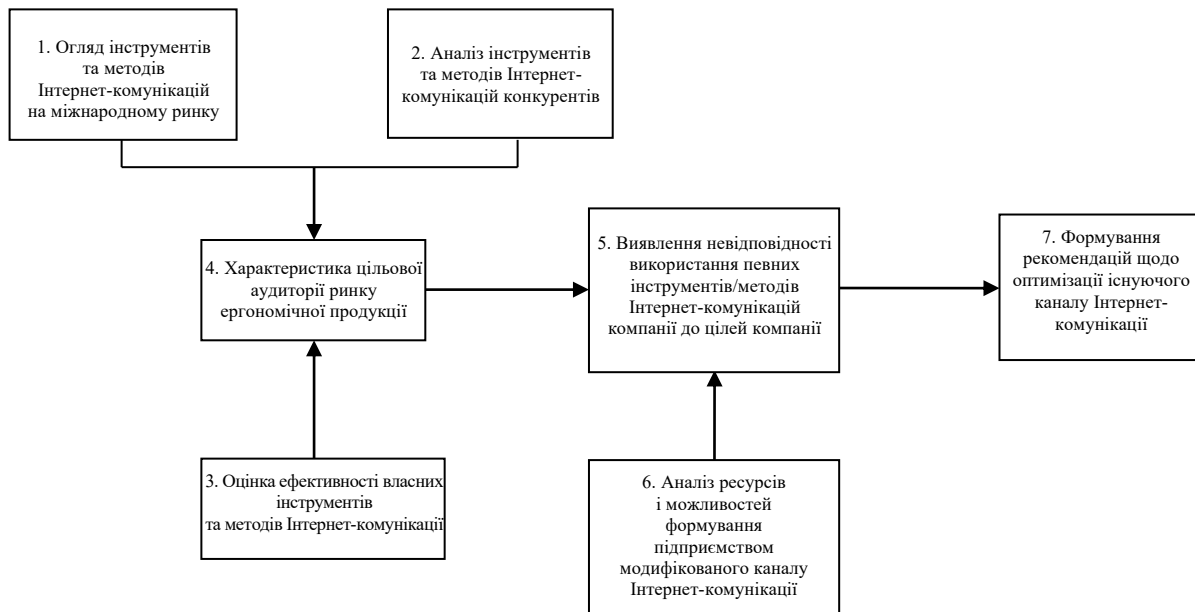 1. Огляд інструментів
та методів
Інтернет-комунікацій
на міжнародному ринку
2. Аналіз інструментів
та методів Інтернет-
комунікацій конкурентів
4. Характеристика цільової
аудиторії ринку
ергономічної продукції
5. Виявлення невідповідності
використання певних
інструментів/методів
Інтернет-комунікацій
компанії до цілей компанії
7. Формування
рекомендацій щодо
оптимізації існуючого
каналу Інтернет-
комунікації
3. Оцінка ефективності власних
інструментів
та методів Інтернет-комунікації
6. Аналіз ресурсів
і можливостей
формування
підприємством
модифікованого каналу
Інтернет-комунікації